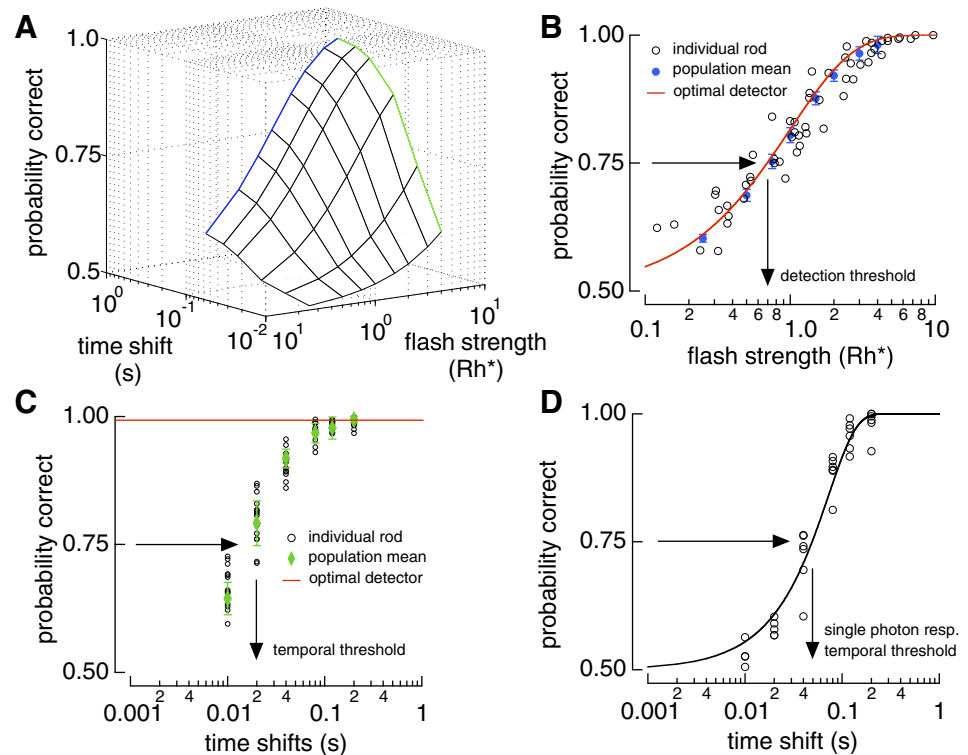 A
probability correct
1.0
0.75
0.5
10^0
10^-1
10^-2
time shift
(s)
10^1
10^0
10^1
flash strength
(Rh*)
B
probability correct
1.00
0.75
0.50
individual rod
population mean
optimal detector
detection threshold
0.1 2 4 6 8 1.0 2 4 6 8 10
flash strength (Rh*)
C
probability correct
1.00
0.75
0.50
individual rod
population mean
optimal detector
temporal threshold
0.001 2 4 0.01 2 4 0.1 2 4 1
time shifts (s)
D
probability correct
1.00
0.75
0.50
single photon resp.
temporal threshold
0.001 2 4 0.01 2 4 0.1 2 4 1
time shift (s)